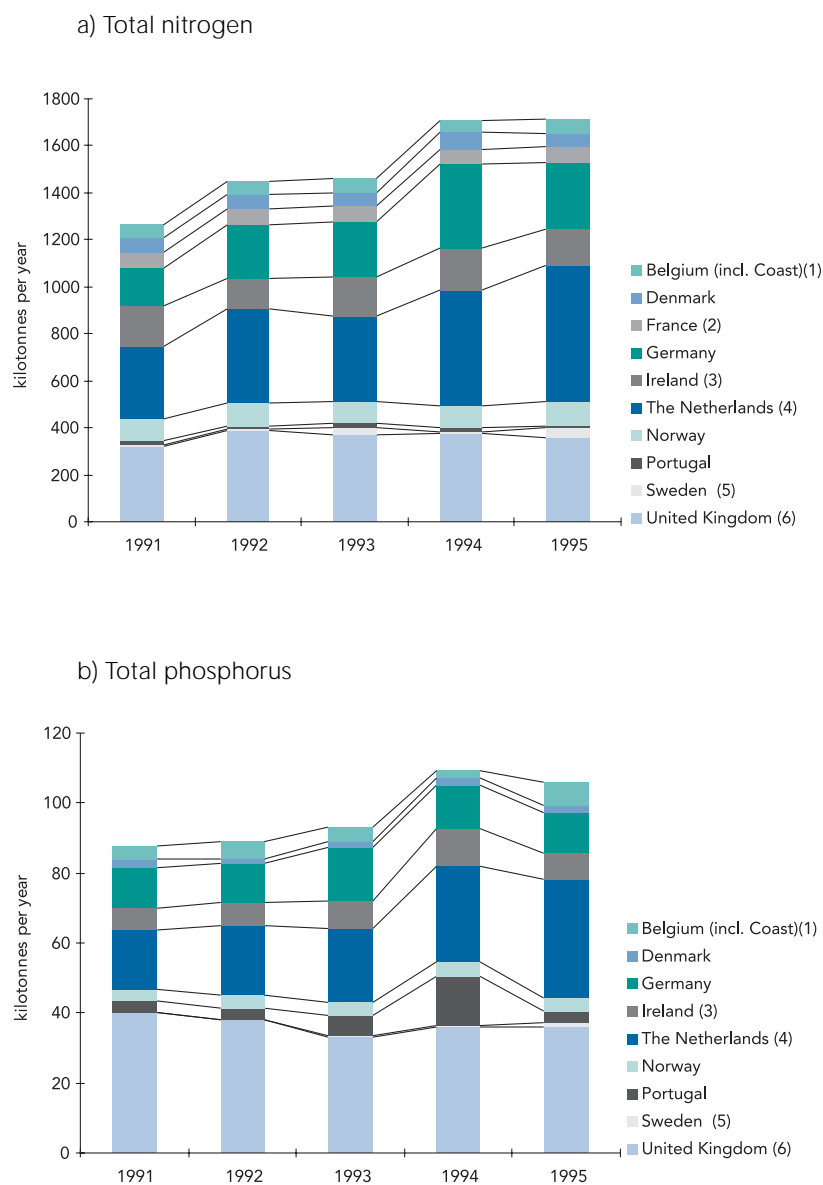 a) Total nitrogen
kilotonnes per year
1800
1600
1400
1200
1000
800
600
400
200
0
1991 1992 1993 1994 1995
Belgium (incl. Coast)(1)
Denmark
France (2)
Germany
Ireland (3)
The Netherlands (4)
Norway
Portugal
Sweden (5)
United Kingdom (6)
b) Total phosphorus
kilotonnes per year
120
100
80
60
40
20
0
1991 1992 1993 1994 1995
Belgium (incl. Coast)(1)
Denmark
Germany
Ireland (3)
The Netherlands (4)
Norway
Portugal
Sweden (5)
United Kingdom (6)